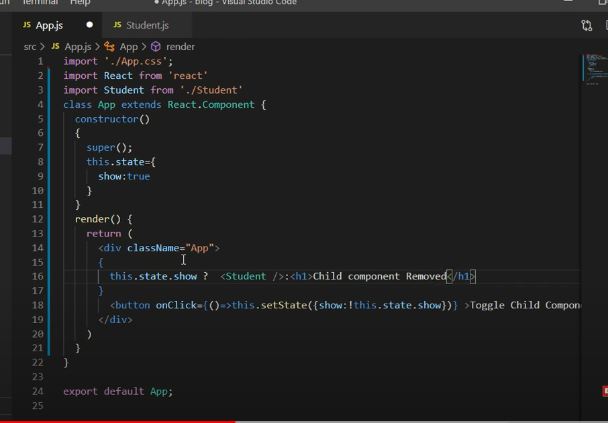 Terminal Help
App.js - blog - Visual Studio Code
JS App.js
JS Student.js
src > JS App.js > App > render
1 import './App.css';
2 import React from 'react'
3 import Student from './Student'
4 class App extends React.Component {
5 constructor()
6 {
7 super();
8 this.state={
9 show:true
10 }
11 }
12 render() {
13 return (
14 <div className="App">
15 {
16 this.state.show ? <Student />:<h1>Child component Removed</h1>
17 }
18 <button onClick={()=>this.setState({show:!this.state.show})} >Toggle Child Compon
19 </div>
20 )
21 }
22 }
23
24 export default App;
25